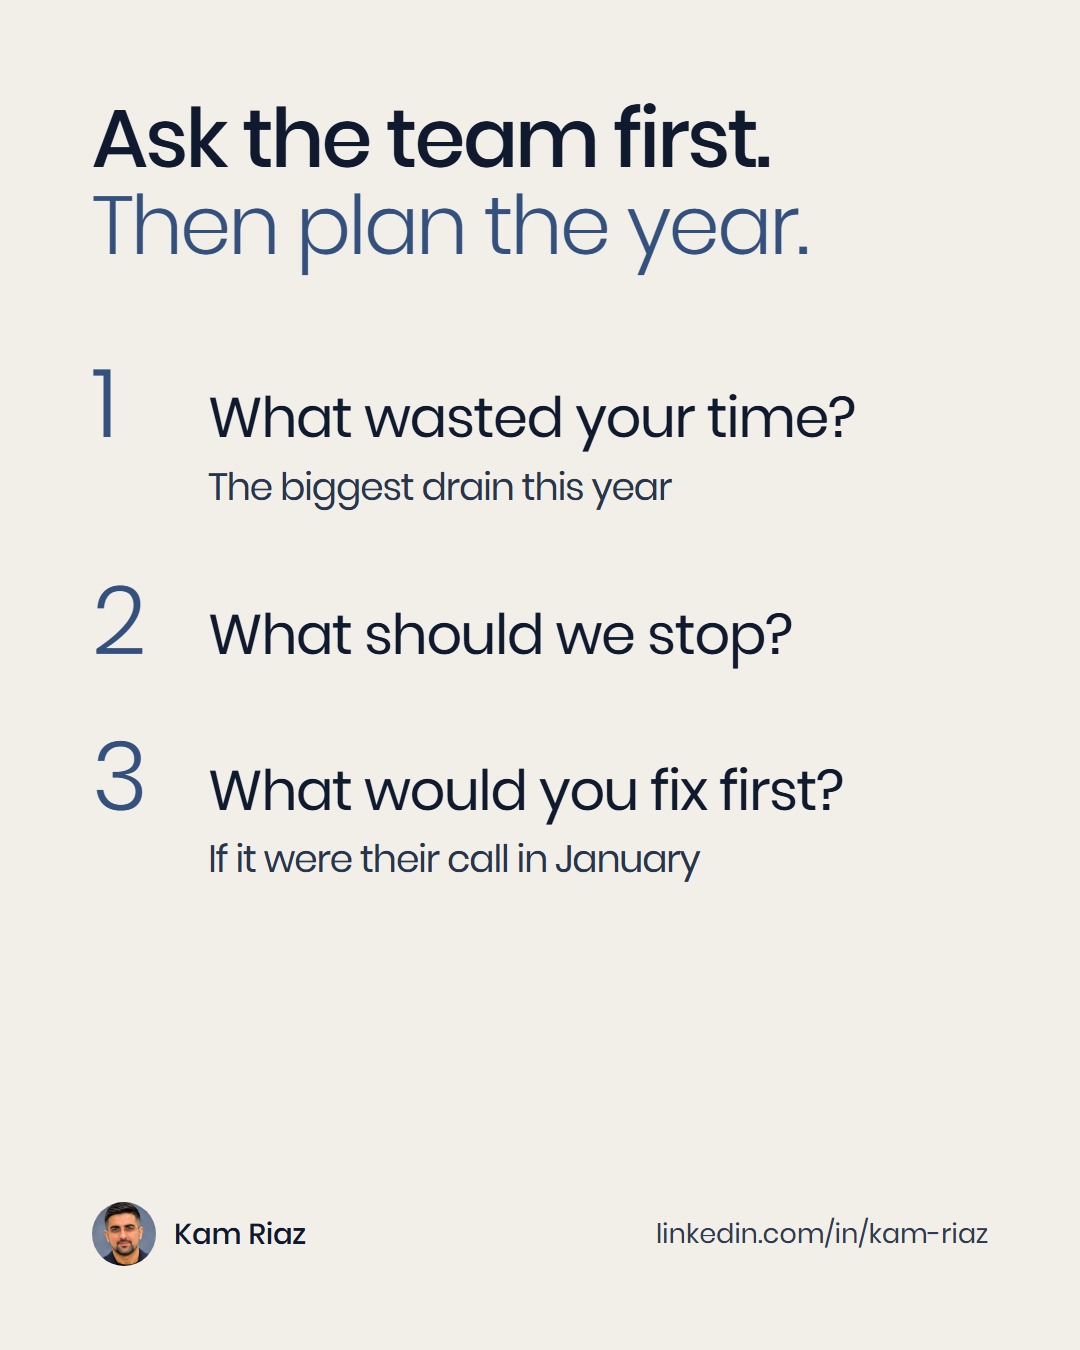 Ask the team first.
Then plan the year.
1 What wasted your time?
The biggest drain this year
2 What should we stop?
3 What would you fix first?
If it were their call in January
Kam Riaz
linkedin.com/in/kam-riaz